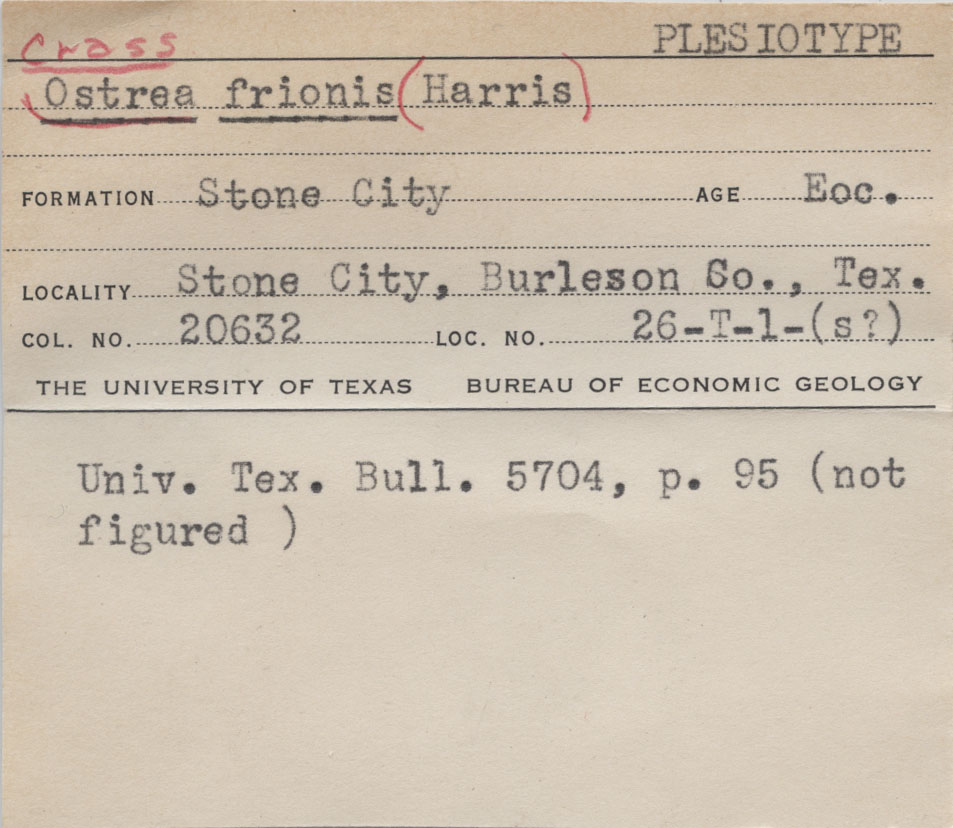 Crass PLESIOTYPE
Ostrea frionis (Harris)
FORMATION Stone City AGE Eoc.
LOCALITY Stone City, Burleson Co., Tex.
COL. NO. 20632 LOC. NO. 26-T-1-(s?)
THE UNIVERSITY OF TEXAS BUREAU OF ECONOMIC GEOLOGY
Univ. Tex. Bull. 5704, p. 95 (not
figured )